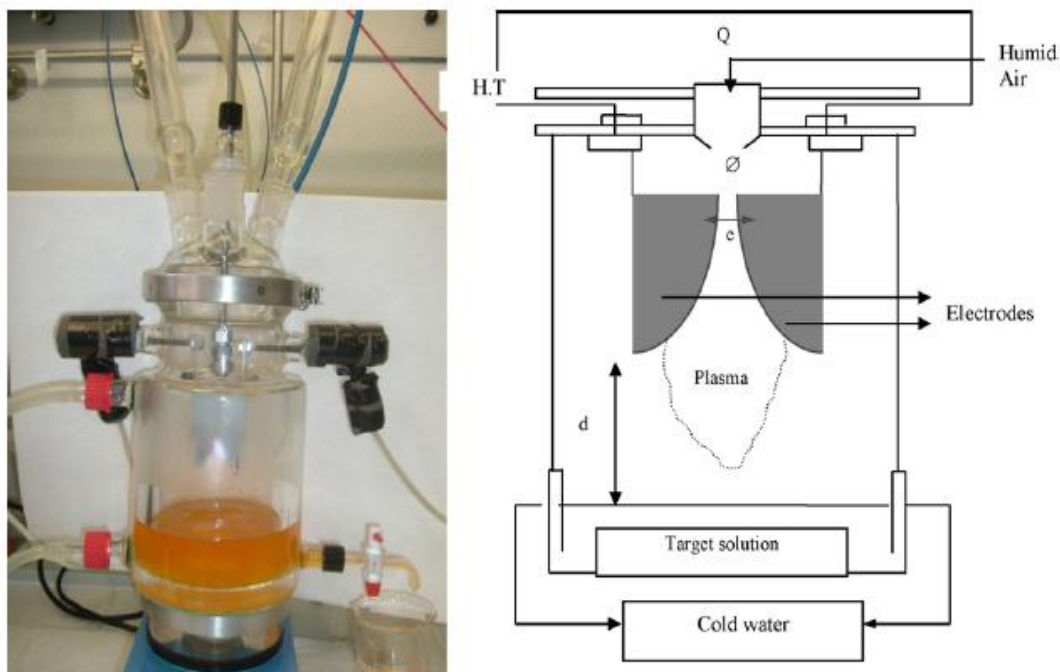 Q
Humid
Air
H.T
Ø
e
Electrodes
Plasma
d
Target solution
Cold water